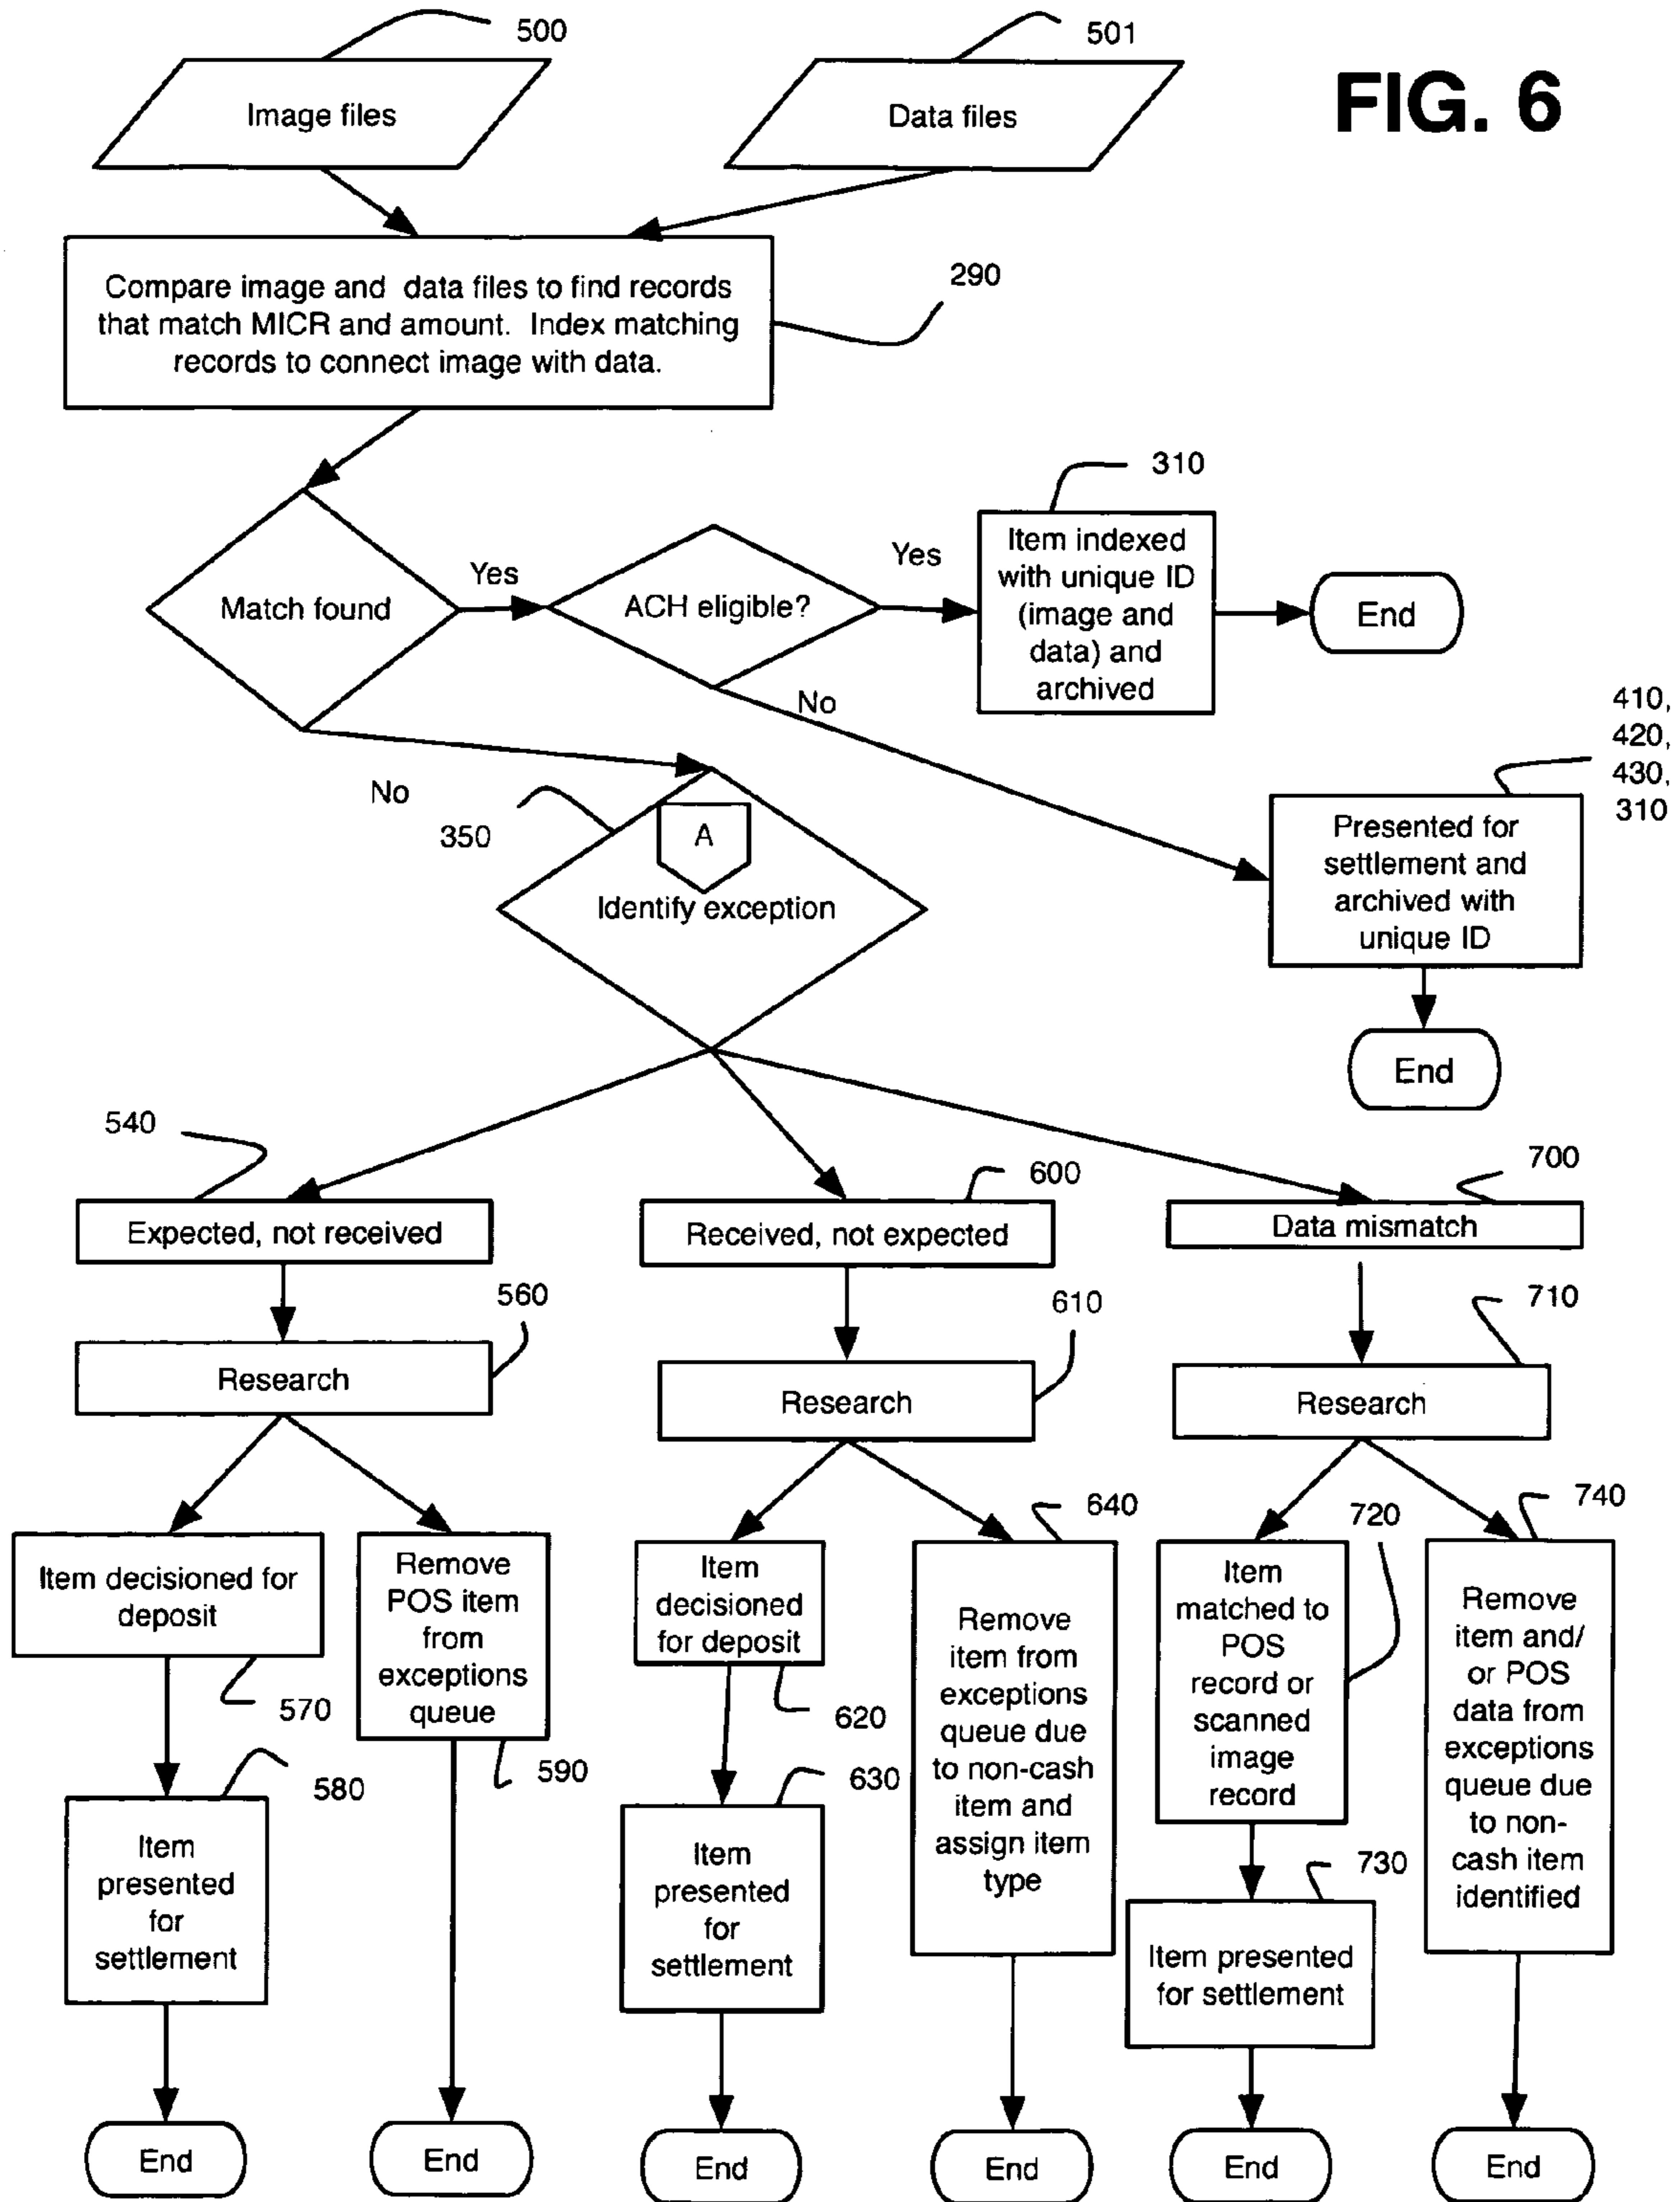 500
501
FIG. 6
Image files
Data files
Compare image and data files to find records
that match MICR and amount. Index matching
records to connect image with data.
290
310
Match found
Yes
ACH eligible?
Yes
Item indexed
with unique ID
(image and
data) and
archived
End
No
410,
420,
430,
310
No
350
A
Identify exception
Presented for
settlement and
archived with
unique ID
End
540
600
700
Expected, not received
Received, not expected
Data mismatch
560
610
710
Research
Research
Research
640
720
740
Item decisioned for
deposit
570
Remove
POS item
from
exceptions
queue
590
Item
decisioned
for deposit
620
Remove
item from
exceptions
queue due
to non-cash
item and
assign item
type
Item
matched to
POS
record or
scanned
image
record
Remove
item and/
or POS
data from
exceptions
queue due
to non-
cash item
identified
580
630
730
Item
presented
for
settlement
Item
presented
for
settlement
Item presented
for settlement
End
End
End
End
End
End